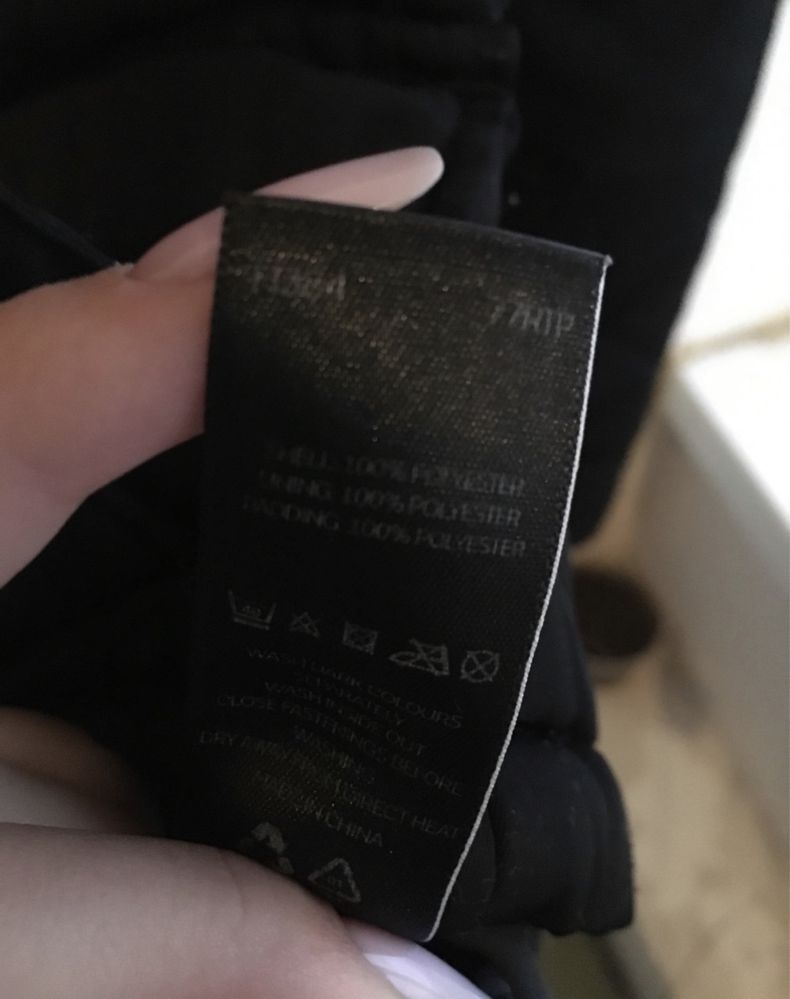 77H1P
SHELL 100% POLYESTER
LINING 100% POLYESTER
PADDING 100% POLYESTER
WASH DARK COLOURS
SEPARATELY
WASH INSIDE OUT
CLOSE FASTENINGS BEFORE
WASHING
DRY AWAY FROM DIRECT HEAT
MADE IN CHINA